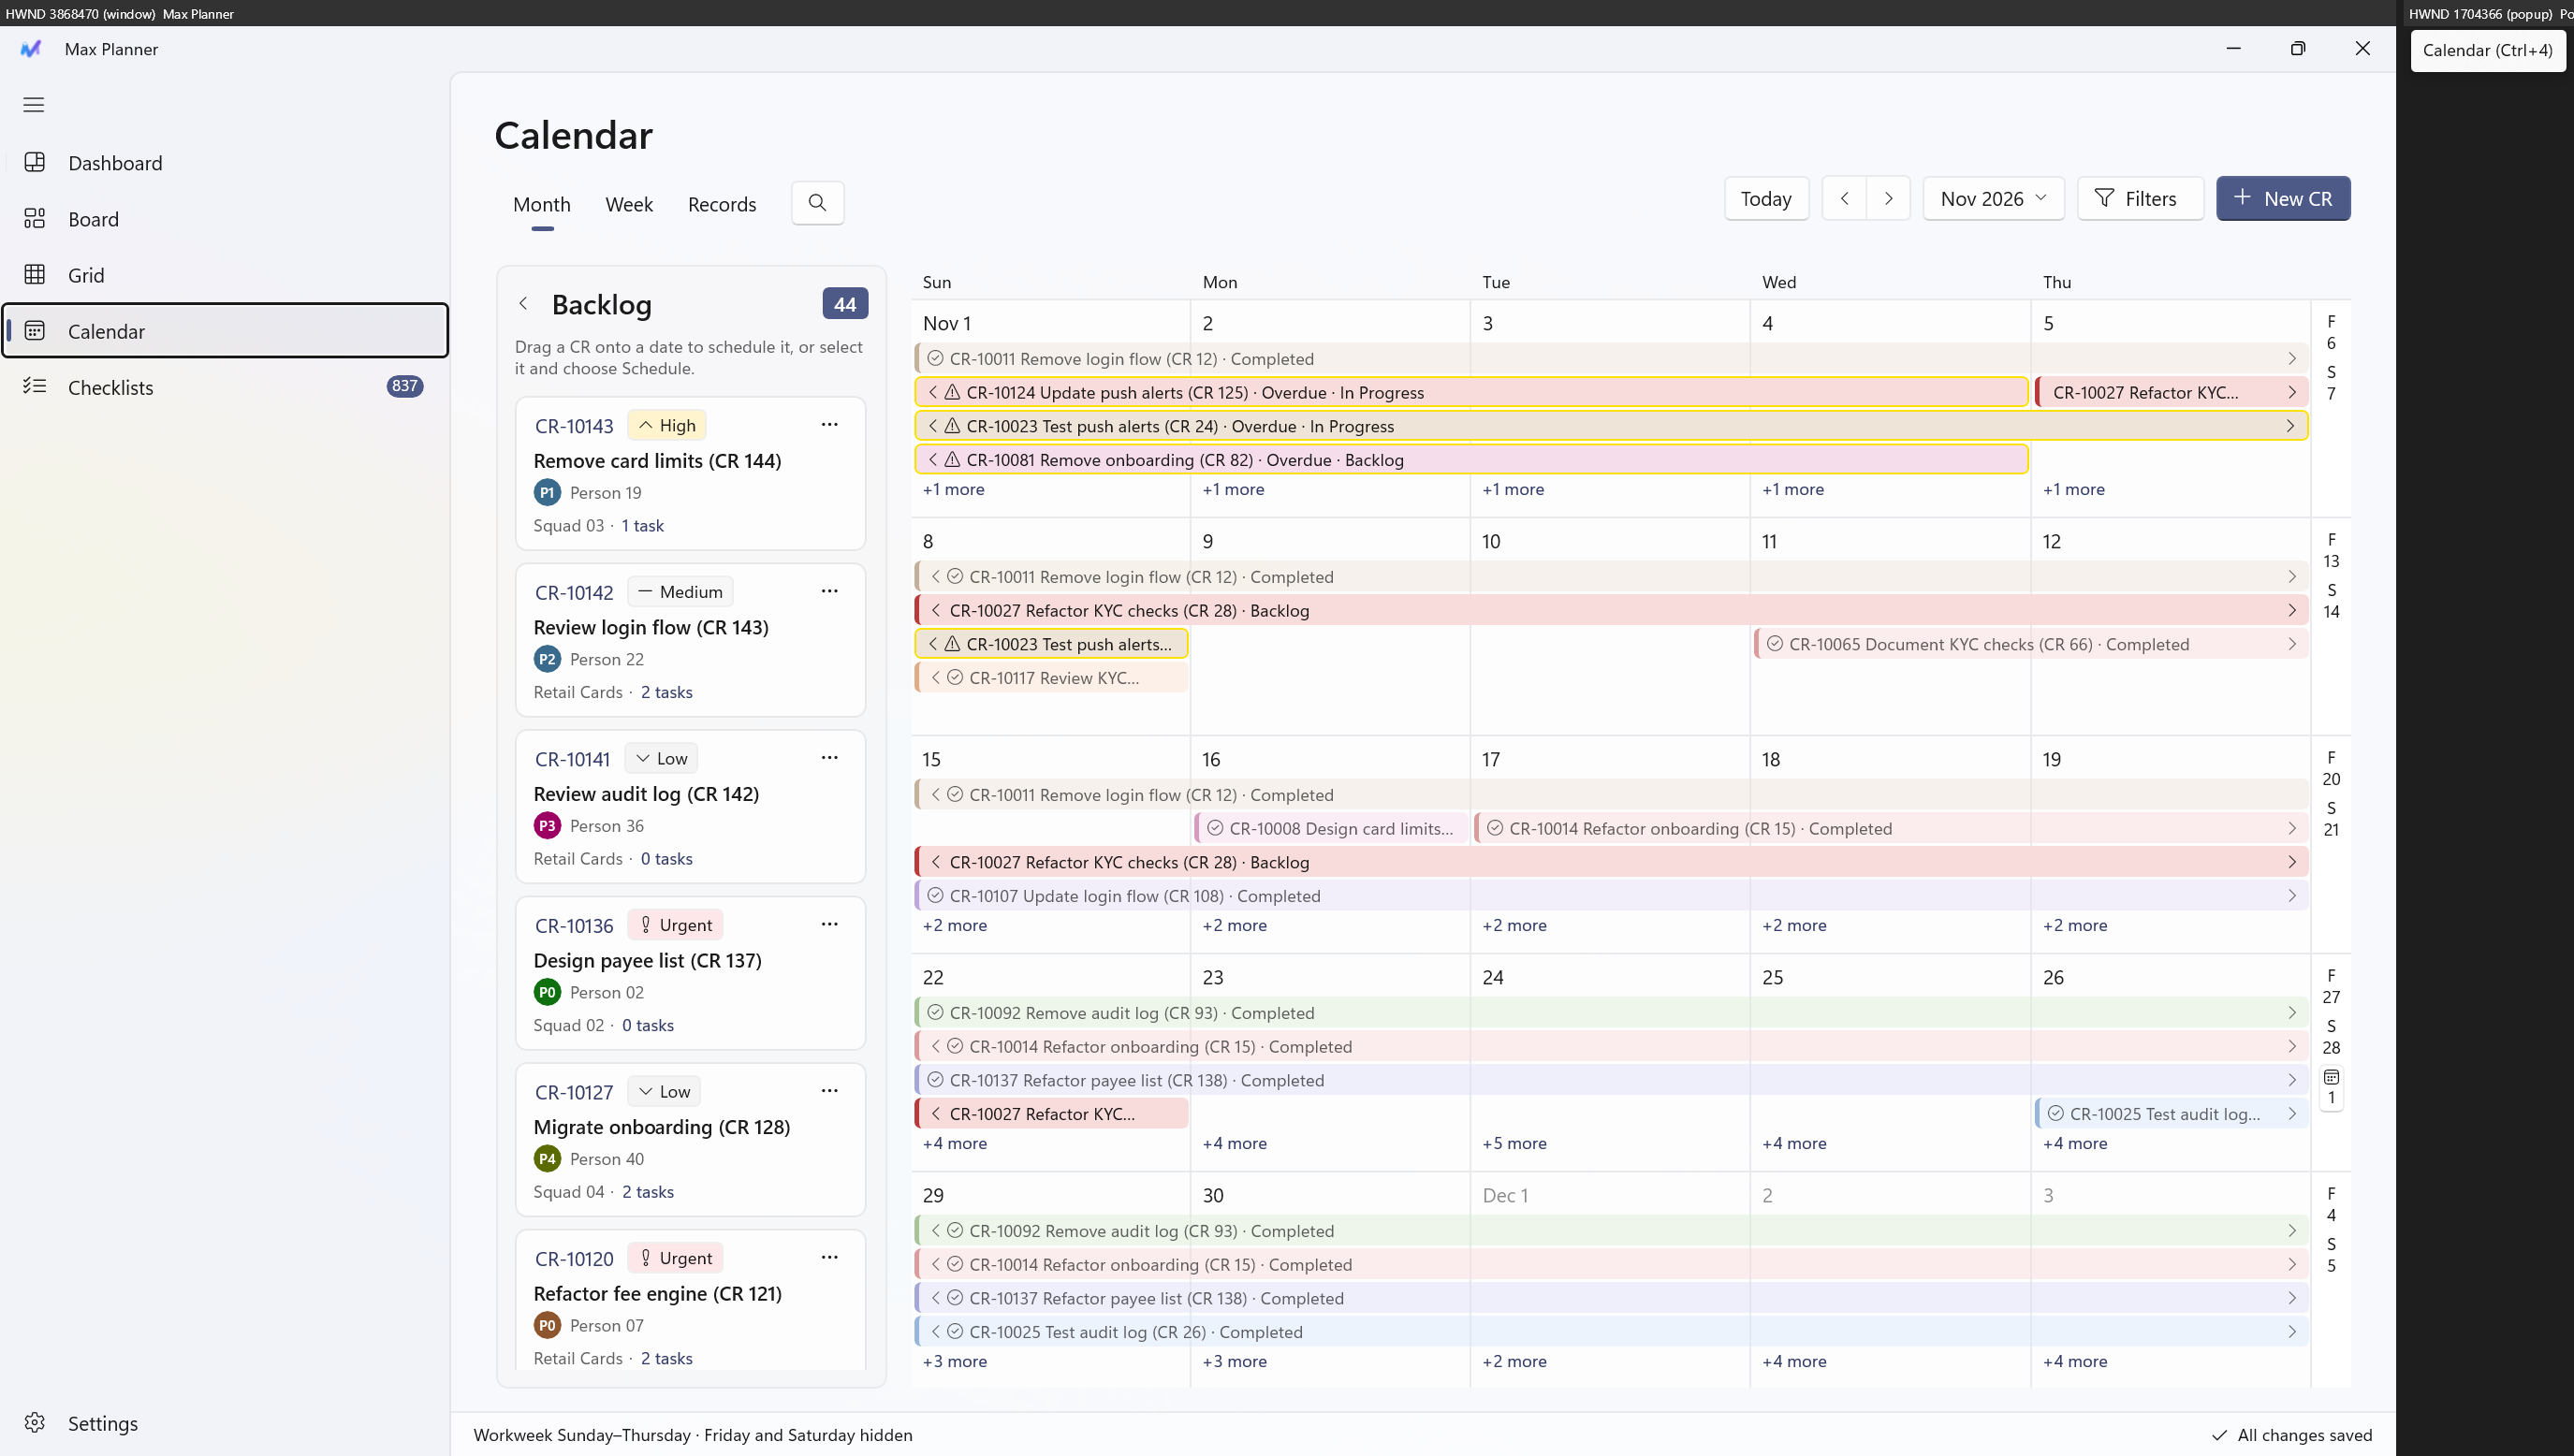 HWND 3868470 (window) Max Planner
HWND 1704366 (popup) Po
Max Planner
Calendar (Ctrl+4)
Dashboard
Board
Grid
Calendar
Checklists 837
Settings
Calendar
Month Week Records
Today Nov 2026 Filters New CR
Backlog 44
Drag a CR onto a date to schedule it, or select
it and choose Schedule.
CR-10143 High
Remove card limits (CR 144)
P1 Person 19
Squad 03 · 1 task
CR-10142 Medium
Review login flow (CR 143)
P2 Person 22
Retail Cards · 2 tasks
CR-10141 Low
Review audit log (CR 142)
P3 Person 36
Retail Cards · 0 tasks
CR-10136 Urgent
Design payee list (CR 137)
P0 Person 02
Squad 02 · 0 tasks
CR-10127 Low
Migrate onboarding (CR 128)
P4 Person 40
Squad 04 · 2 tasks
CR-10120 Urgent
Refactor fee engine (CR 121)
P0 Person 07
Retail Cards · 2 tasks
Sun Mon Tue Wed Thu
Nov 1 2 3 4 5
F
6
S
7
CR-10011 Remove login flow (CR 12) · Completed
CR-10124 Update push alerts (CR 125) · Overdue · In Progress
CR-10027 Refactor KYC...
CR-10023 Test push alerts (CR 24) · Overdue · In Progress
CR-10081 Remove onboarding (CR 82) · Overdue · Backlog
+1 more +1 more +1 more +1 more +1 more
8 9 10 11 12
F
13
S
14
CR-10011 Remove login flow (CR 12) · Completed
CR-10027 Refactor KYC checks (CR 28) · Backlog
CR-10023 Test push alerts...
CR-10065 Document KYC checks (CR 66) · Completed
CR-10117 Review KYC...
15 16 17 18 19
F
20
S
21
CR-10011 Remove login flow (CR 12) · Completed
CR-10008 Design card limits...
CR-10014 Refactor onboarding (CR 15) · Completed
CR-10027 Refactor KYC checks (CR 28) · Backlog
CR-10107 Update login flow (CR 108) · Completed
+2 more +2 more +2 more +2 more +2 more
22 23 24 25 26
F
27
S
28
1
CR-10092 Remove audit log (CR 93) · Completed
CR-10014 Refactor onboarding (CR 15) · Completed
CR-10137 Refactor payee list (CR 138) · Completed
CR-10027 Refactor KYC...
CR-10025 Test audit log...
+4 more +4 more +5 more +4 more +4 more
29 30 Dec 1 2 3
F
4
S
5
CR-10092 Remove audit log (CR 93) · Completed
CR-10014 Refactor onboarding (CR 15) · Completed
CR-10137 Refactor payee list (CR 138) · Completed
CR-10025 Test audit log (CR 26) · Completed
+3 more +3 more +2 more +4 more +4 more
Workweek Sunday–Thursday · Friday and Saturday hidden
All changes saved